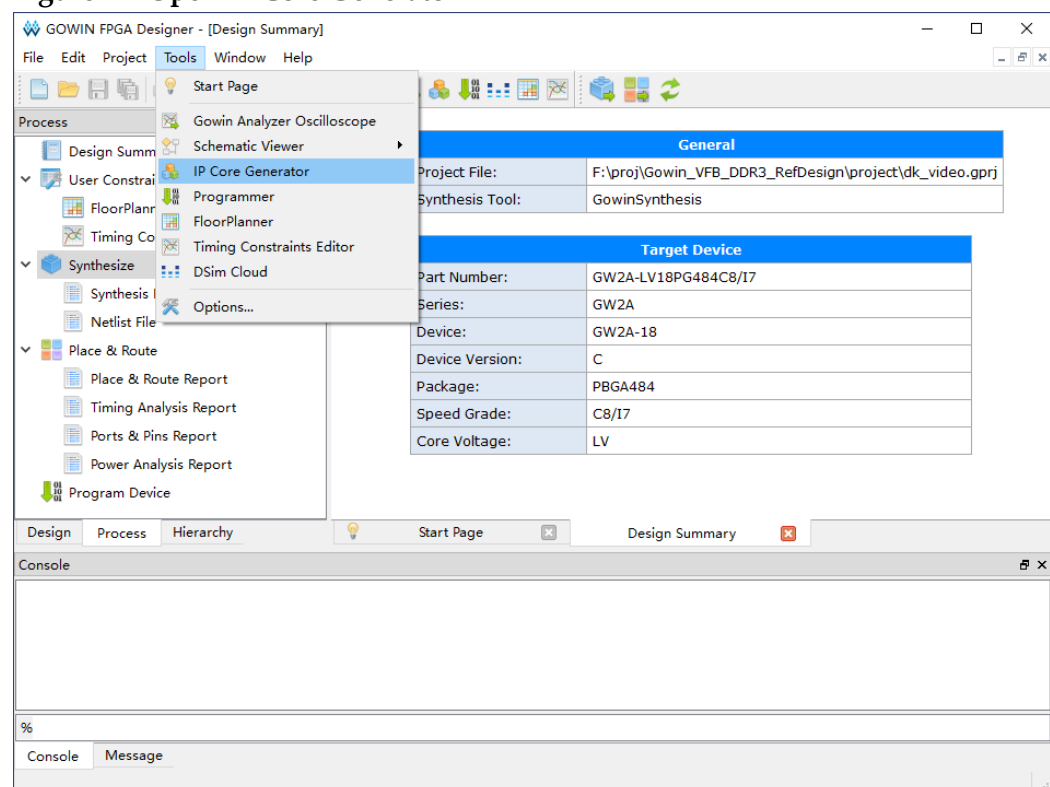 GOWIN FPGA Designer - [Design Summary]
File Edit Project Tools Window Help
Start Page
Gowin Analyzer Oscilloscope
Schematic Viewer
IP Core Generator
Programmer
FloorPlanner
Timing Constraints Editor
DSim Cloud
Options...
Process
Design Summ
User Constrai
FloorPlann
Timing Co
Synthesize
Synthesis
Netlist File
Place & Route
Place & Route Report
Timing Analysis Report
Ports & Pins Report
Power Analysis Report
Program Device
Design Process Hierarchy
General
Project File: F:\proj\Gowin_VFB_DDR3_RefDesign\project\dk_video.gprj
Synthesis Tool: GowinSynthesis
Target Device
Part Number: GW2A-LV18PG484C8/I7
Series: GW2A
Device: GW2A-18
Device Version: C
Package: PBGA484
Speed Grade: C8/I7
Core Voltage: LV
Start Page Design Summary
Console
%
Console Message